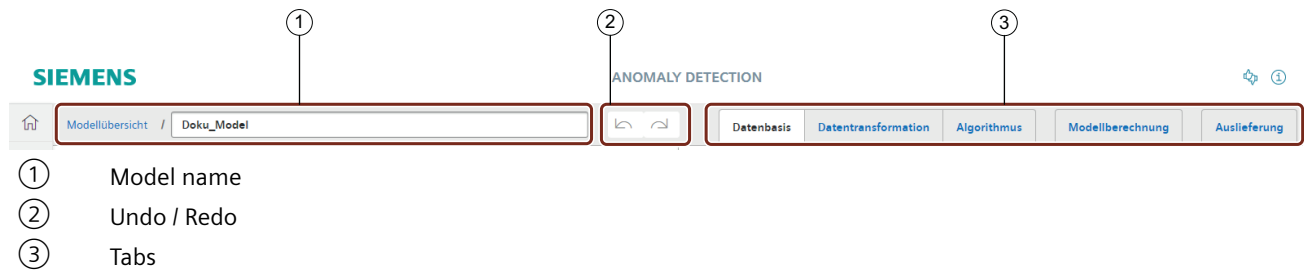 1 2 3
SIEMENS ANOMALY DETECTION
Modellübersicht / Doku_Model Datenbasis Datentransformation Algorithmus Modellberechnung Auslieferung
1 Model name
2 Undo / Redo
3 Tabs